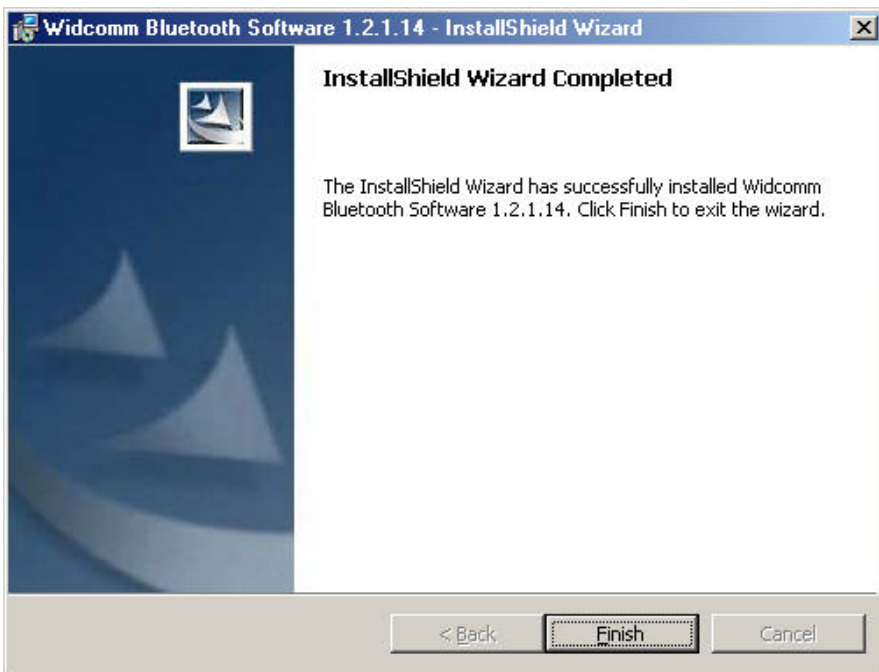 Widcomm Bluetooth Software 1.2.1.14 - InstallShield Wizard
InstallShield Wizard Completed
The InstallShield Wizard has successfully installed Widcomm
Bluetooth Software 1.2.1.14. Click Finish to exit the wizard.
< Back Finish Cancel